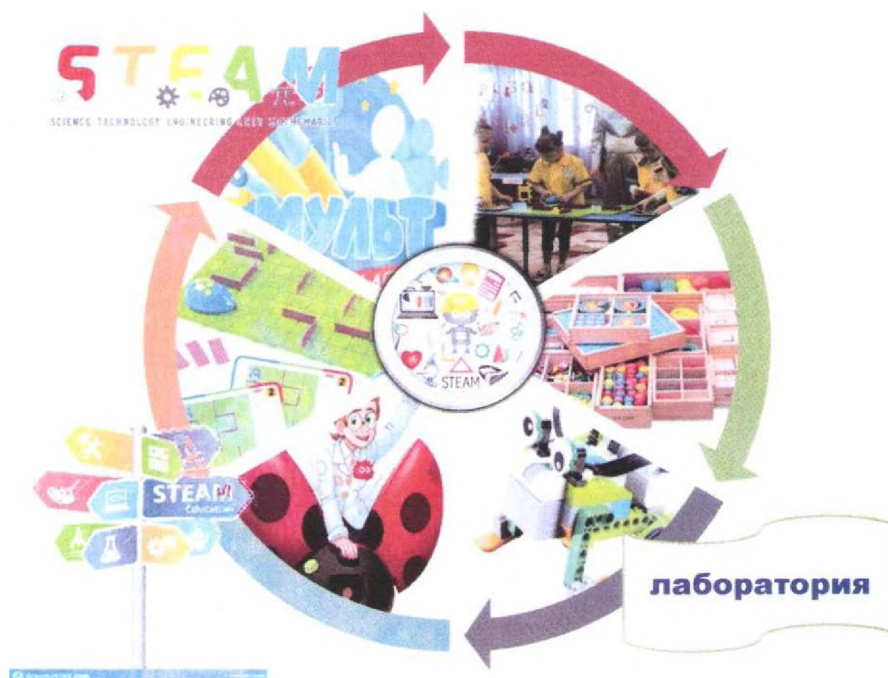 STEAM
SCIENCE TECHNOLOGY ENGINEERING ARTS MATHEMATICS
МУЛЬТ
STEAM
STEAM
Education
лаборатория